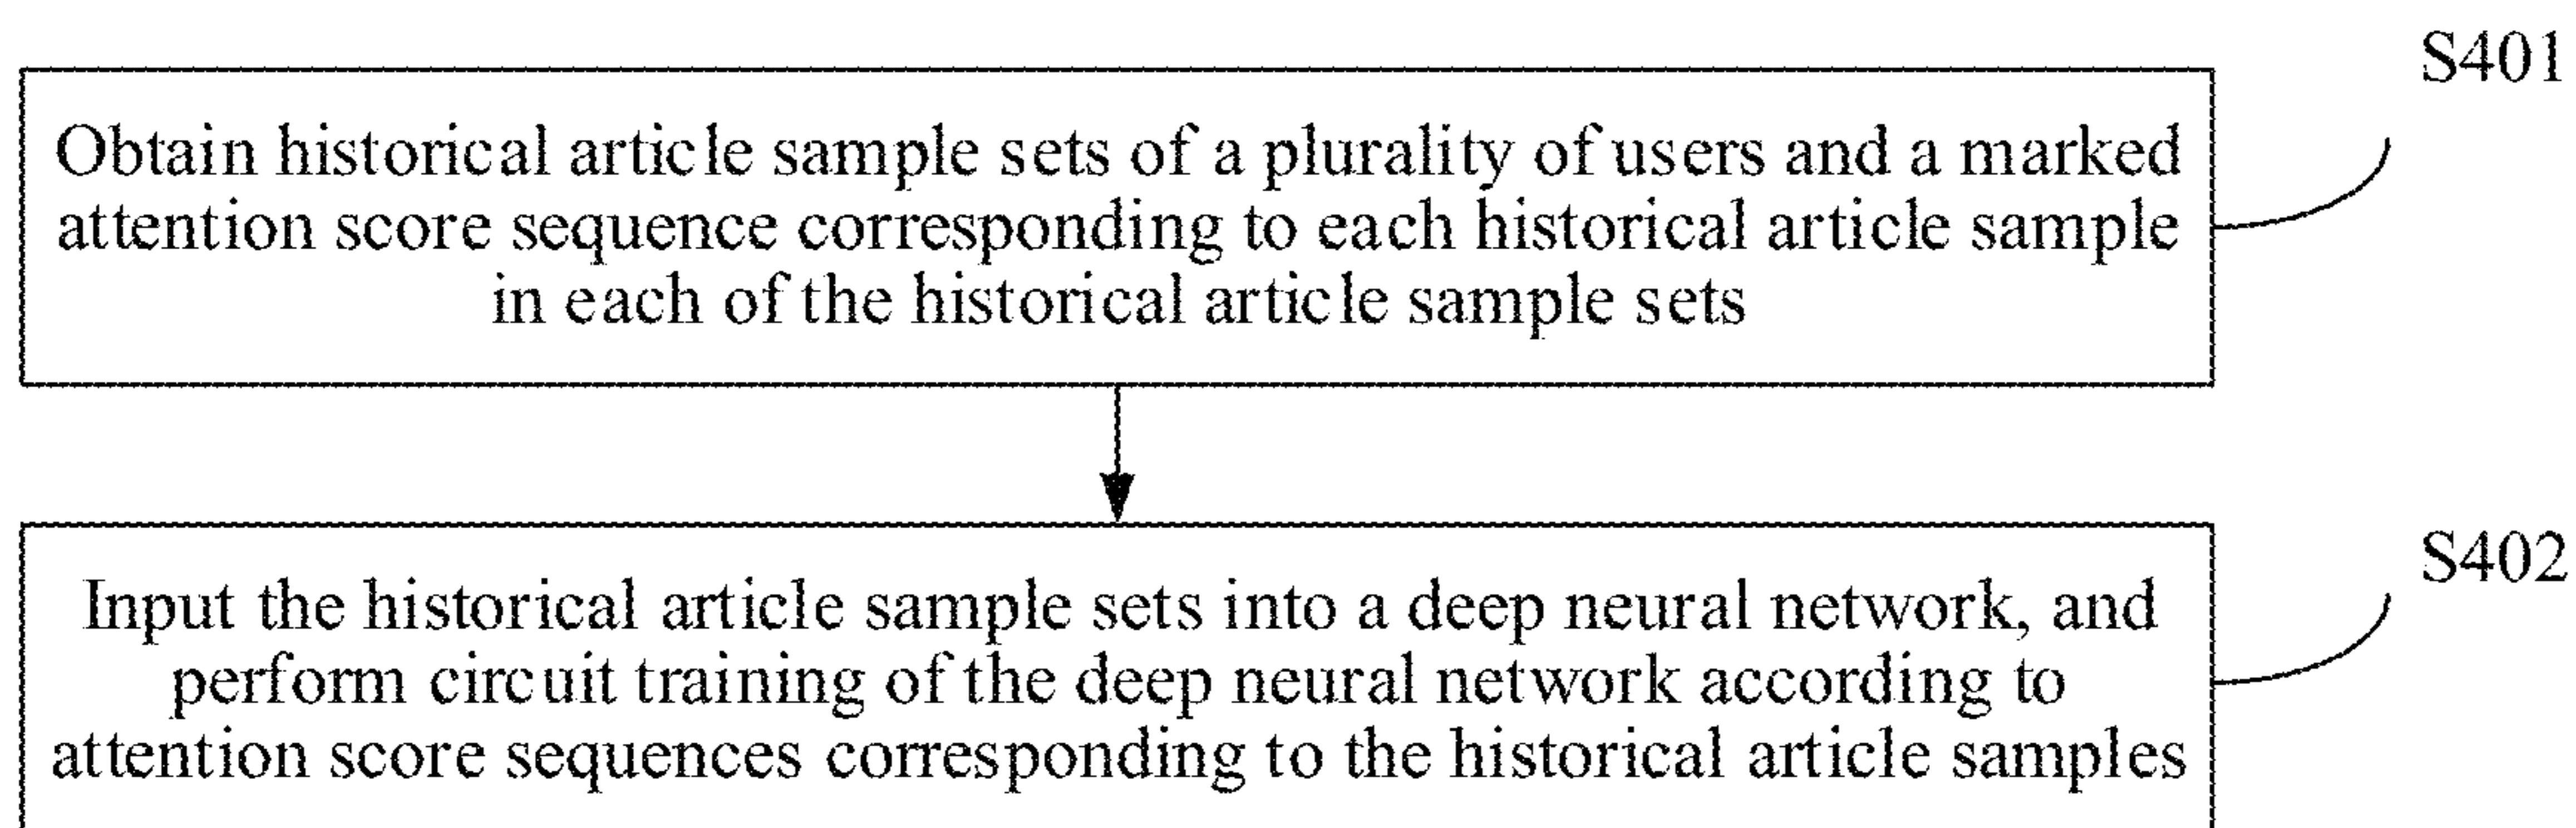 S401
Obtain historical article sample sets of a plurality of users and a marked
attention score sequence corresponding to each historical article sample
in each of the historical article sample sets
S402
Input the historical article sample sets into a deep neural network, and
perform circuit training of the deep neural network according to
attention score sequences corresponding to the historical article samples